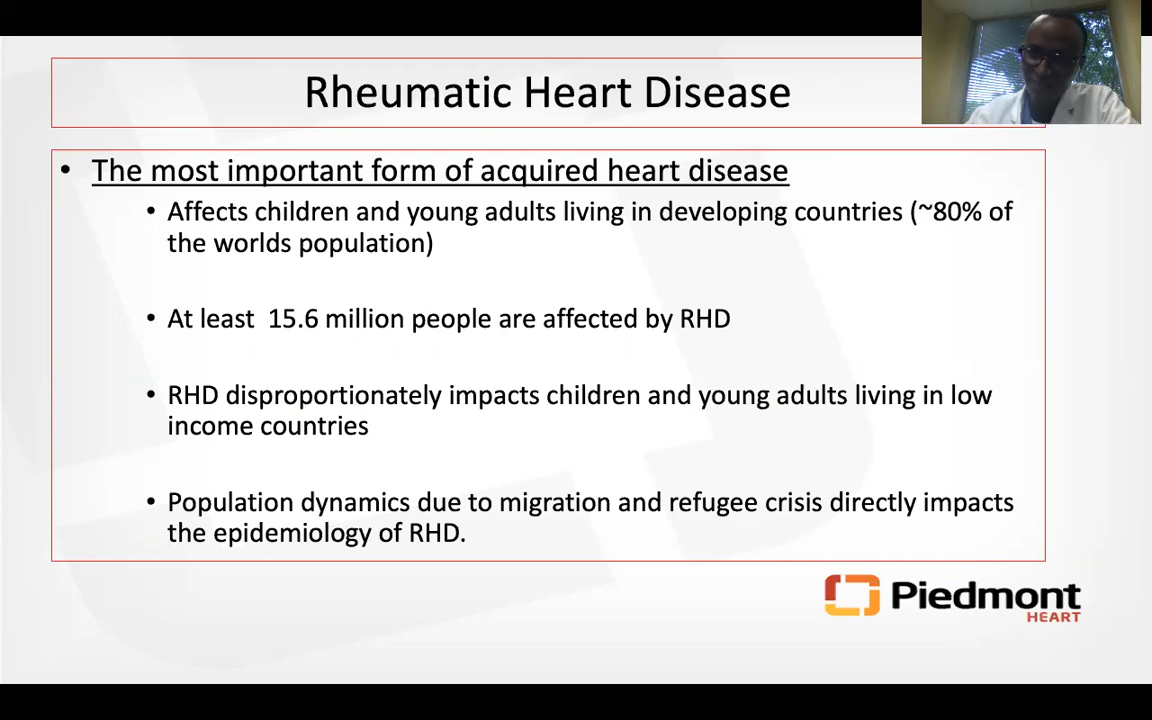 Rheumatic Heart Disease
• The most important form of acquired heart disease
• Affects children and young adults living in developing countries (~80% of
the worlds population)
• At least  15.6 million people are affected by RHD
• RHD disproportionately impacts children and young adults living in low
income countries
• Population dynamics due to migration and refugee crisis directly impacts
the epidemiology of RHD.
Piedmont
HEART